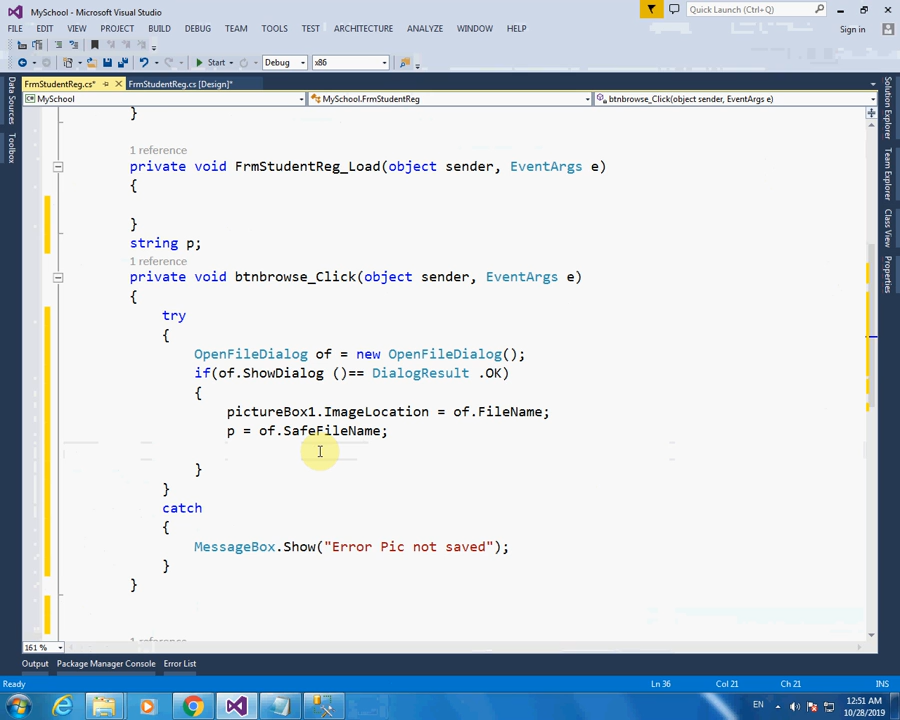 MySchool - Microsoft Visual Studio
Quick Launch (Ctrl+Q)
FILE EDIT VIEW PROJECT BUILD DEBUG TEAM TOOLS TEST ARCHITECTURE ANALYZE WINDOW HELP
Sign in
Start Debug x86
FrmStudentReg.cs* FrmStudentReg.cs [Design]*
MySchool MySchool.FrmStudentReg btnbrowse_Click(object sender, EventArgs e)
Data Sources
Toolbox
Solution Explorer
Team Explorer
Class View
Properties
}
1 reference
private void FrmStudentReg_Load(object sender, EventArgs e)
{
}
string p;
1 reference
private void btnbrowse_Click(object sender, EventArgs e)
{
try
{
OpenFileDialog of = new OpenFileDialog();
if(of.ShowDialog ()== DialogResult .OK)
{
pictureBox1.ImageLocation = of.FileName;
p = of.SafeFileName;
}
}
catch
{
MessageBox.Show("Error Pic not saved");
}
}
161 %
Output Package Manager Console Error List
Ready Ln 36 Col 21 Ch 21 INS
EN 12:51 AM
10/28/2019